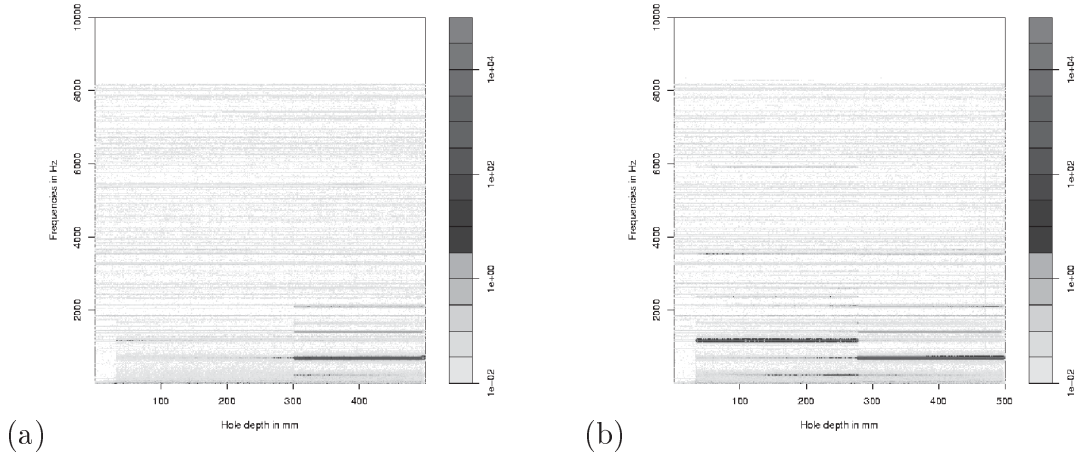 10000
8000
6000
4000
2000
Frequencies in Hz
100
200
300
400
Hole depth in mm
1e+04
1e+02
1e+00
1e−02
(a)
10000
8000
6000
4000
2000
Frequencies in Hz
100
200
300
400
500
Hole depth in mm
1e+04
1e+02
1e+00
1e−02
(b)